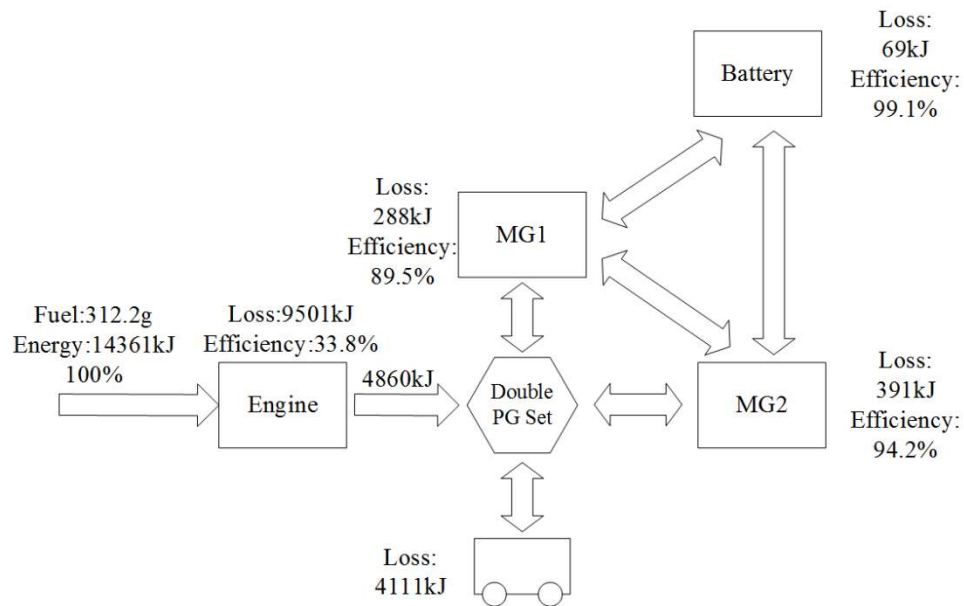 Loss:
69kJ
Efficiency:
99.1%
Battery
Loss:
288kJ
Efficiency:
89.5%
MG1
Fuel:312.2g
Energy:14361kJ
100%
Loss:9501kJ
Efficiency:33.8%
Engine
4860kJ
Double
PG Set
MG2
Loss:
391kJ
Efficiency:
94.2%
Loss:
4111kJ